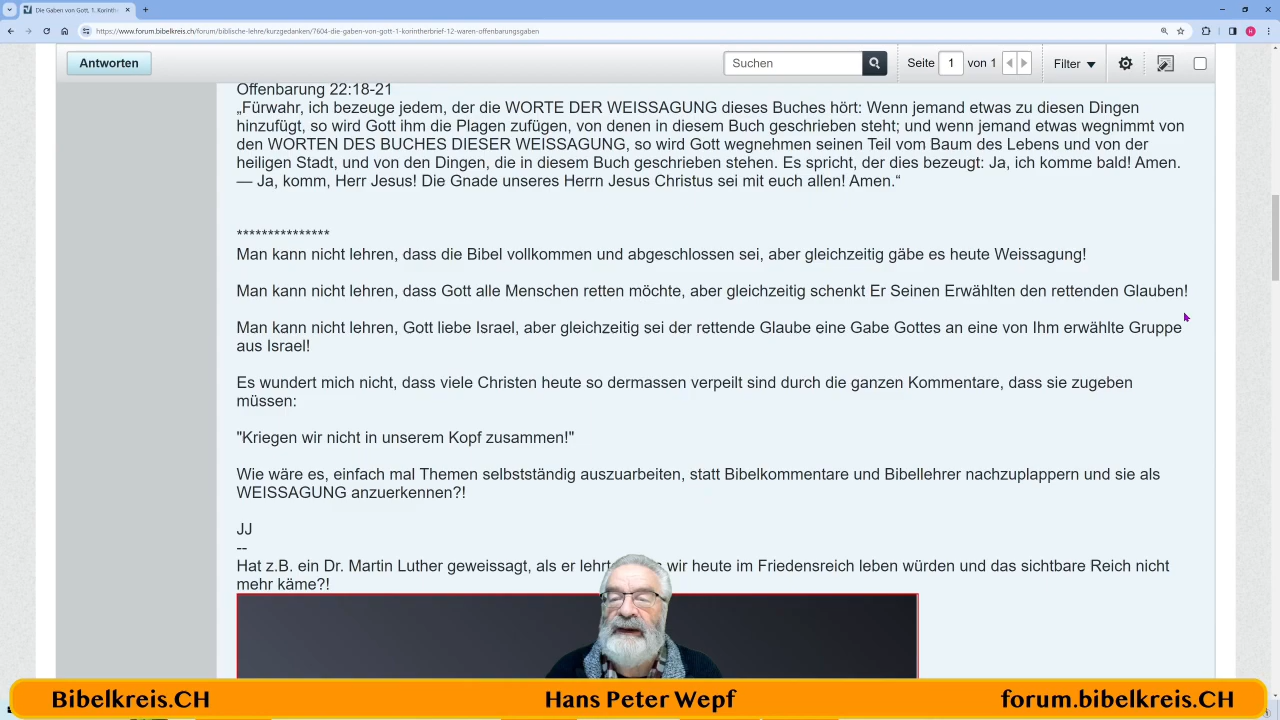 Die Gaben von Gott, 1. Korinthe
https://www.forum.bibelkreis.ch/forum/biblische-lehre/kurzgedanken/7604-die-gaben-von-gott-1-korintherbrief-12-waren-offenbarungsgaben
Antworten
Suchen
Seite 1 von 1
Filter
Offenbarung 22:18-21
„Fürwahr, ich bezeuge jedem, der die WORTE DER WEISSAGUNG dieses Buches hört: Wenn jemand etwas zu diesen Dingen
hinzufügt, so wird Gott ihm die Plagen zufügen, von denen in diesem Buch geschrieben steht; und wenn jemand etwas wegnimmt von
den WORTEN DES BUCHES DIESER WEISSAGUNG, so wird Gott wegnehmen seinen Teil vom Baum des Lebens und von der
heiligen Stadt, und von den Dingen, die in diesem Buch geschrieben stehen. Es spricht, der dies bezeugt: Ja, ich komme bald! Amen.
— Ja, komm, Herr Jesus! Die Gnade unseres Herrn Jesus Christus sei mit euch allen! Amen.“
***************
Man kann nicht lehren, dass die Bibel vollkommen und abgeschlossen sei, aber gleichzeitig gäbe es heute Weissagung!
Man kann nicht lehren, dass Gott alle Menschen retten möchte, aber gleichzeitig schenkt Er Seinen Erwählten den rettenden Glauben!
Man kann nicht lehren, Gott liebe Israel, aber gleichzeitig sei der rettende Glaube eine Gabe Gottes an eine von Ihm erwählte Gruppe
aus Israel!
Es wundert mich nicht, dass viele Christen heute so dermassen verpeilt sind durch die ganzen Kommentare, dass sie zugeben
müssen:
"Kriegen wir nicht in unserem Kopf zusammen!"
Wie wäre es, einfach mal Themen selbstständig auszuarbeiten, statt Bibelkommentare und Bibellehrer nachzuplappern und sie als
WEISSAGUNG anzuerkennen?!
JJ
--
Hat z.B. ein Dr. Martin Luther geweissagt, als er lehrt wir heute im Friedensreich leben würden und das sichtbare Reich nicht
mehr käme?!
Bibelkreis.CH
Hans Peter Wepf
forum.bibelkreis.CH